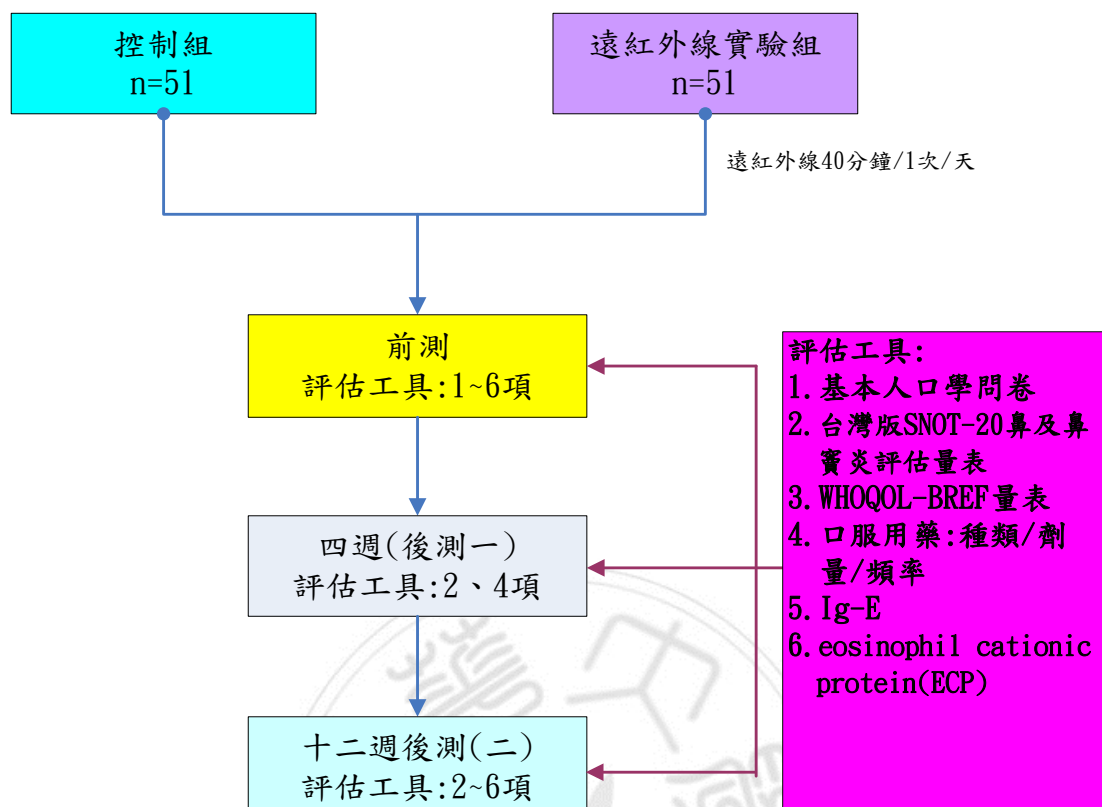 控制組
n=51
遠紅外線實驗組
n=51
遠紅外線40分鐘/1次/天
前測
評估工具:1~6項
四週(後測一)
評估工具:2、4項
十二週後測(二)
評估工具:2~6項
評估工具:
1.基本人口學問卷
2.台灣版SNOT-20鼻及鼻
竇炎評估量表
3.WHOQOL-BREF量表
4.口服用藥:種類/劑
量/頻率
5.Ig-E
6.eosinophil cationic
protein(ECP)